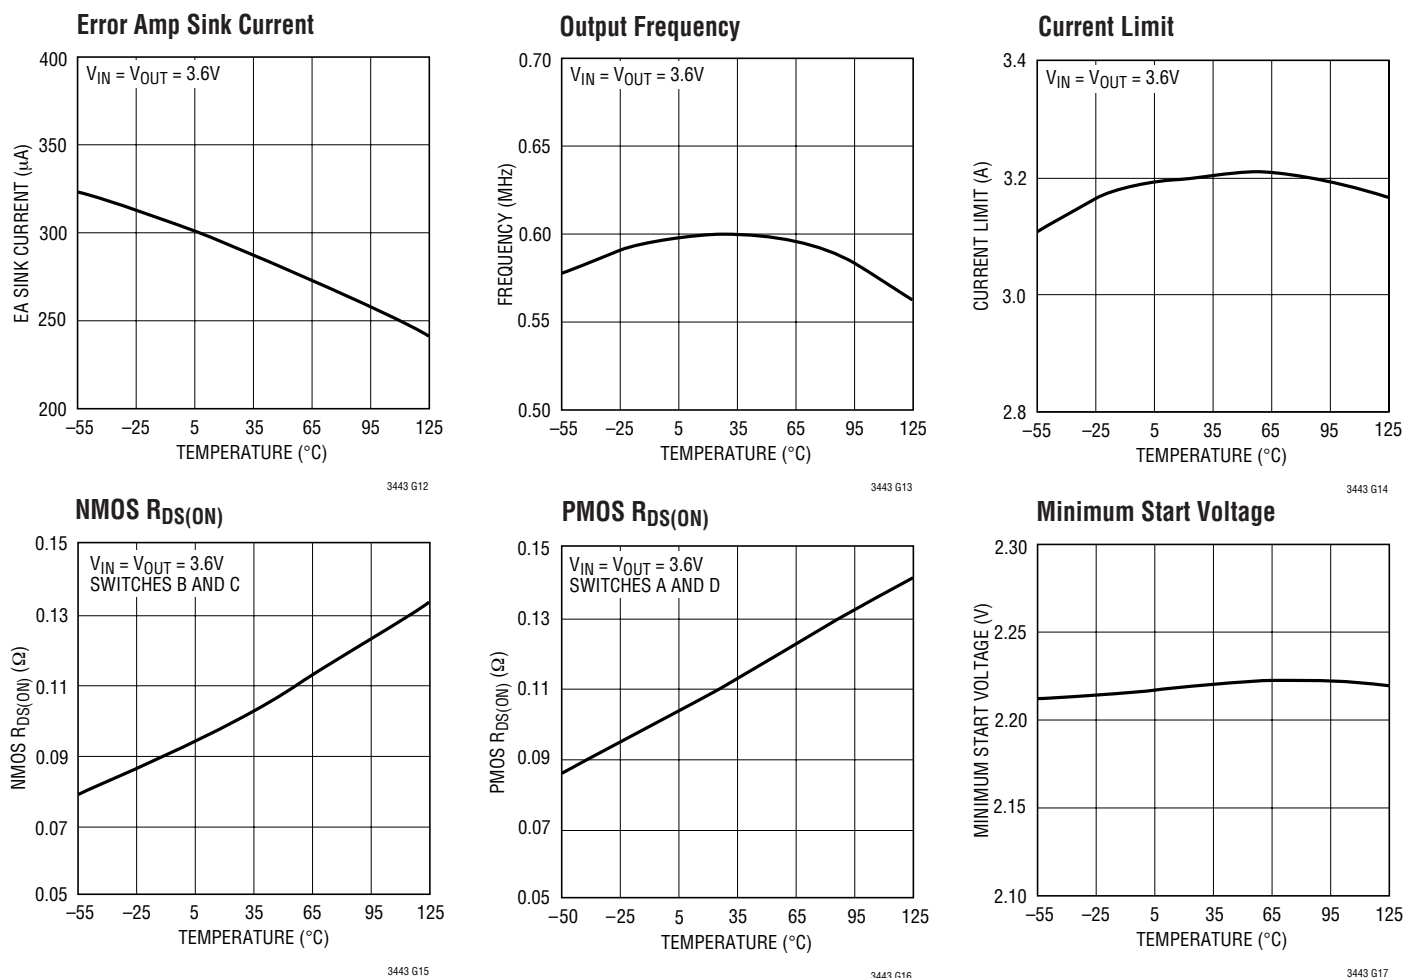 Error Amp Sink Current
400
350
300
250
200
V_IN = V_OUT = 3.6V
EA SINK CURRENT (µA)
–55 –25 5 35 65 95 125
TEMPERATURE (°C)
3443 G12
Output Frequency
0.70
0.65
0.60
0.55
0.50
V_IN = V_OUT = 3.6V
FREQUENCY (MHz)
–55 –25 5 35 65 95 125
TEMPERATURE (°C)
3443 G13
Current Limit
3.4
3.2
3.0
2.8
V_IN = V_OUT = 3.6V
CURRENT LIMIT (A)
–55 –25 5 35 65 95 125
TEMPERATURE (°C)
3443 G14
NMOS R_DS(ON)
0.15
0.13
0.11
0.09
0.07
0.05
V_IN = V_OUT = 3.6V
SWITCHES B AND C
NMOS R_DS(ON) (Ω)
–55 –25 5 35 65 95 125
TEMPERATURE (°C)
3443 G15
PMOS R_DS(ON)
0.15
0.13
0.11
0.09
0.07
0.05
V_IN = V_OUT = 3.6V
SWITCHES A AND D
PMOS R_DS(ON) (Ω)
–50 –25 5 35 65 95 125
TEMPERATURE (°C)
3443 G16
Minimum Start Voltage
2.30
2.25
2.20
2.15
2.10
MINIMUM START VOLTAGE (V)
–55 –25 5 35 65 95 125
TEMPERATURE (°C)
3443 G17